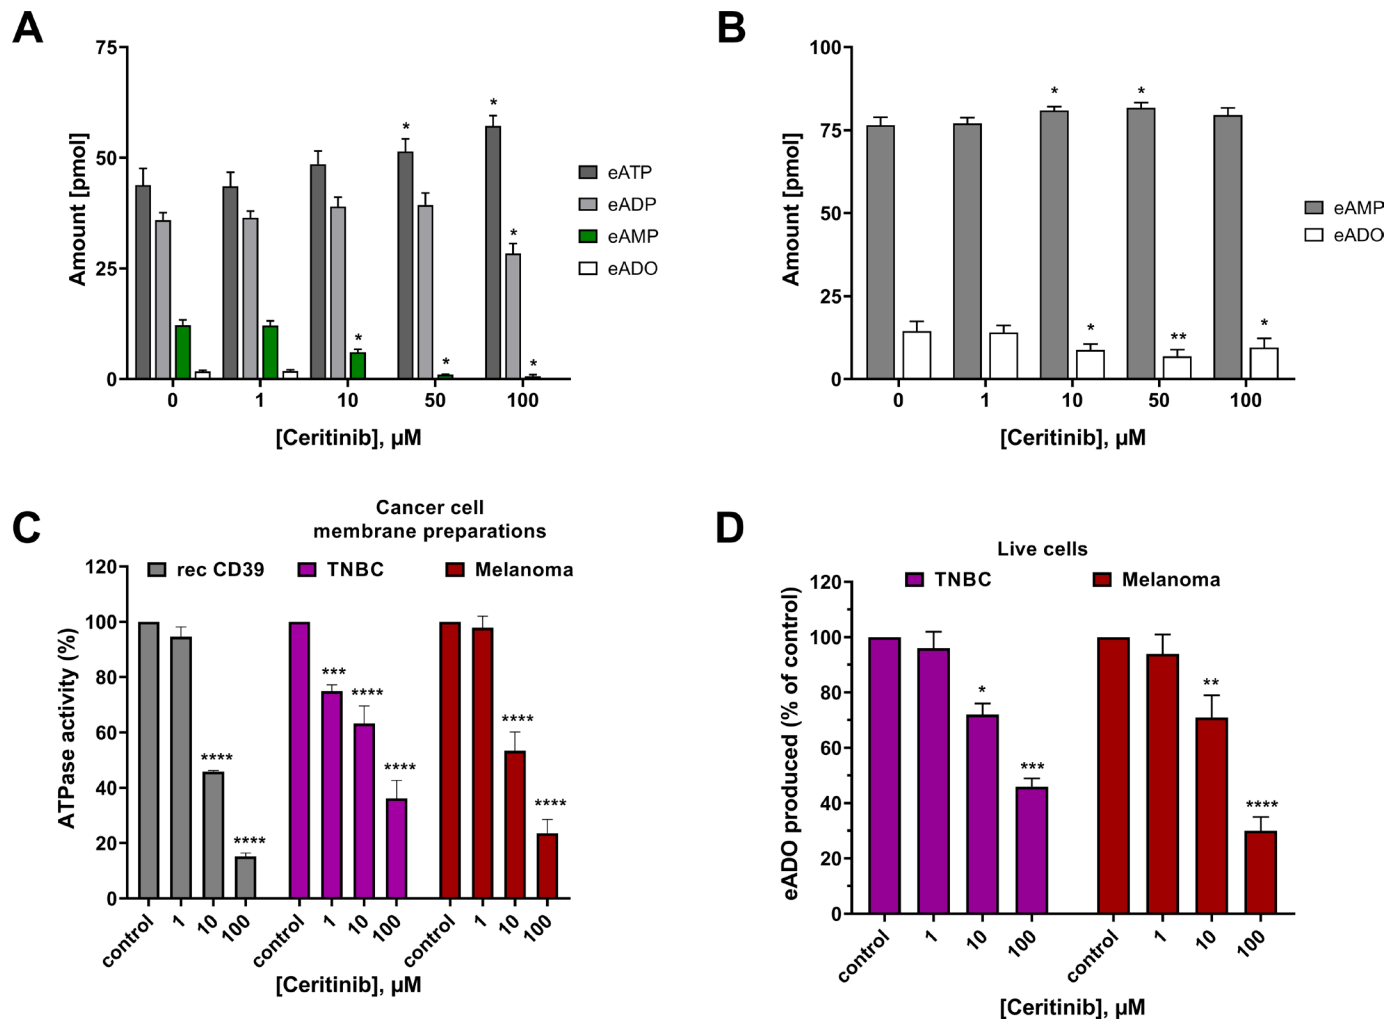 A
75
50
25
0
Amount [pmol]
* * * * * *
0 1 10 50 100
[Ceritinib], µM
eATP
eADP
eAMP
eADO
B
100
75
50
25
0
Amount [pmol]
* * * ** *
0 1 10 50 100
[Ceritinib], µM
eAMP
eADO
C
Cancer cell
membrane preparations
rec CD39 TNBC Melanoma
120
100
80
60
40
20
0
ATPase activity (%)
**** **** *** **** **** **** ****
control 1 10 100 control 1 10 100 control 1 10 100
[Ceritinib], µM
D
Live cells
TNBC Melanoma
120
100
80
60
40
20
0
eADO produced (% of control)
* *** ** ****
control 1 10 100 control 1 10 100
[Ceritinib], µM